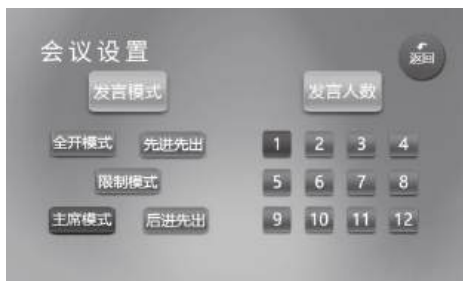 会议设置
返回
发言模式 发言人数
全开模式 先进先出 1 2 3 4
限制模式 5 6 7 8
主席模式 后进先出 9 10 11 12